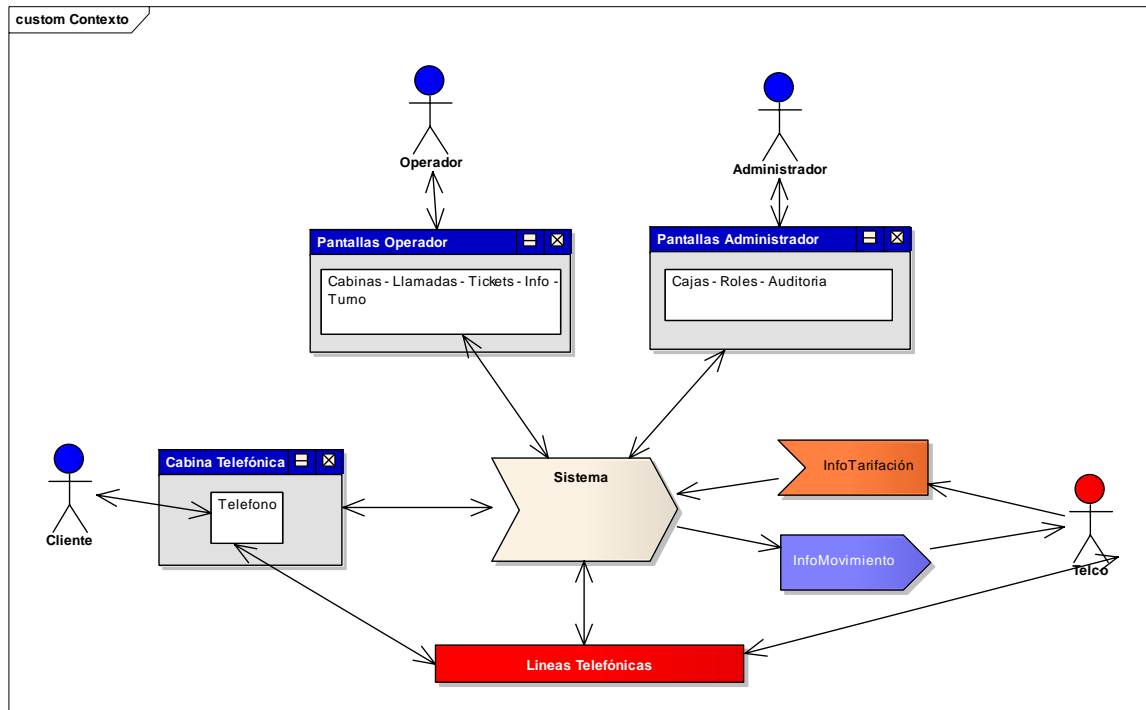 custom Contexto
Operador
Administrador
Pantallas Operador
Cabinas - Llamadas - Tickets - Info -
Turno
Pantallas Administrador
Cajas - Roles - Auditoria
Cliente
Cabina Telefónica
Telefono
Sistema
InfoTarifación
InfoMovimiento
Telco
Lineas Telefónicas